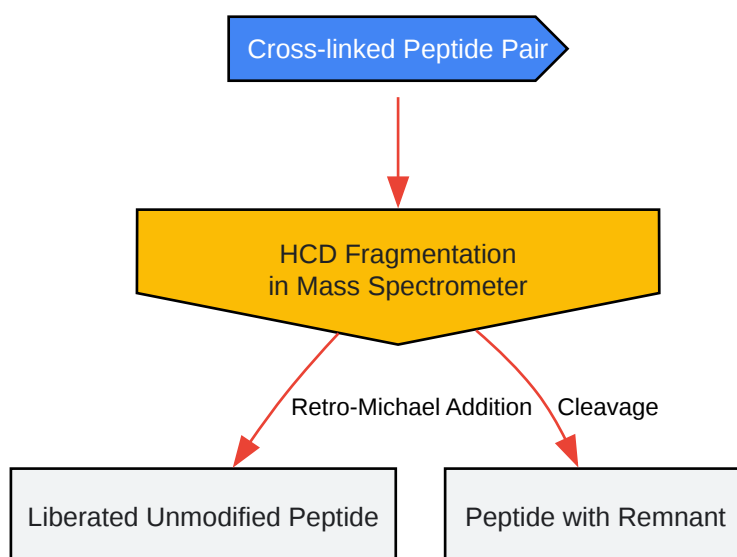 Cross-linked Peptide Pair
HCD Fragmentation
in Mass Spectrometer
Retro-Michael Addition
Cleavage
Liberated Unmodified Peptide
Peptide with Remnant